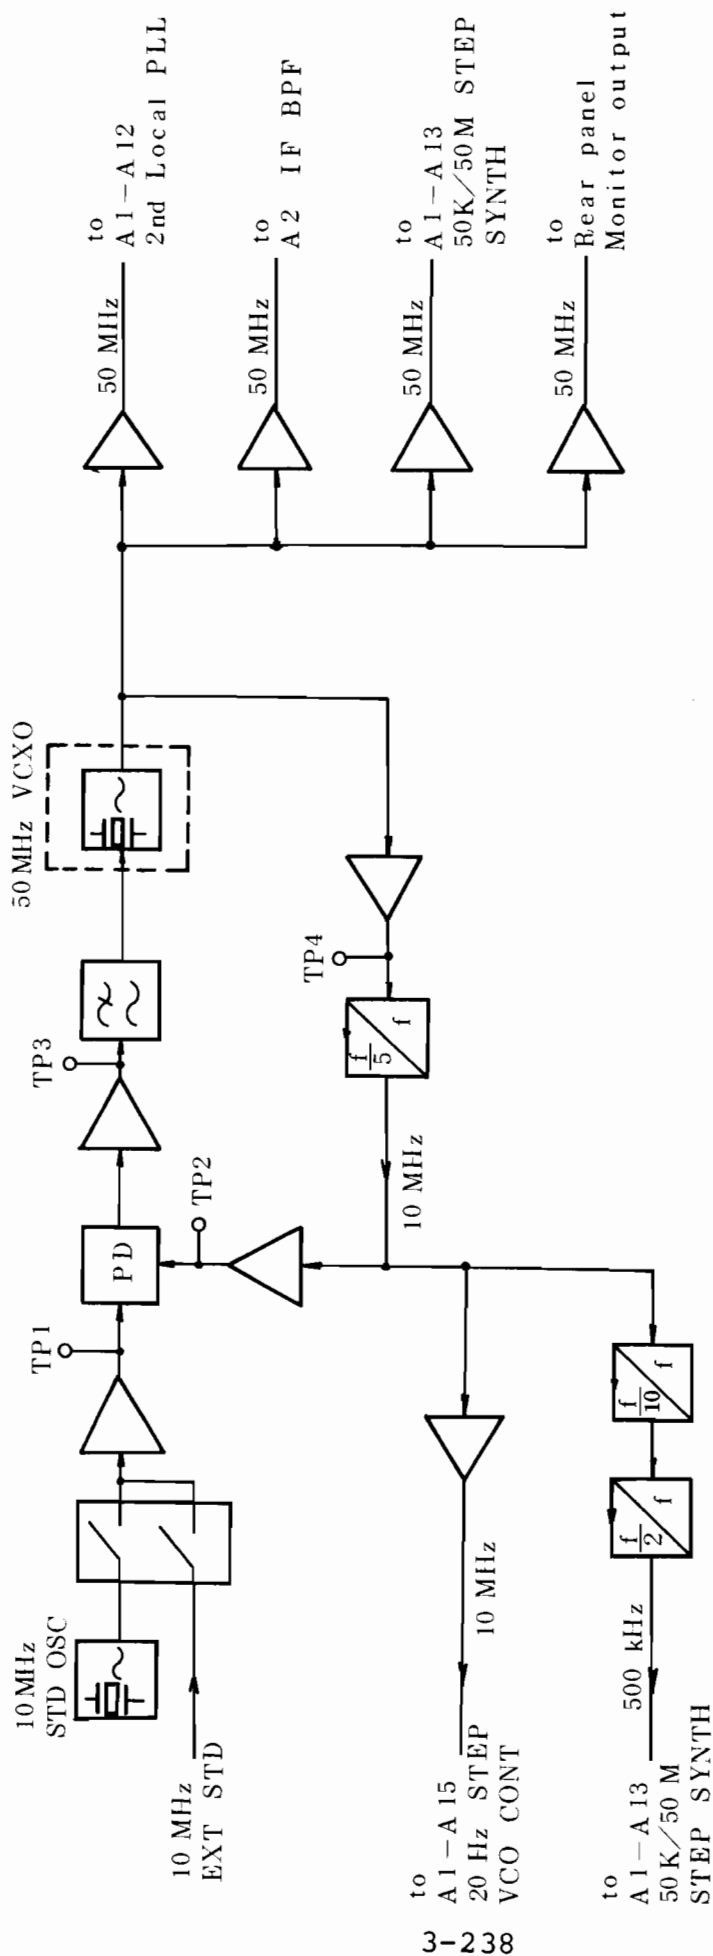 10MHz
STD OSC
10 MHz
EXT STD
TP1
PD
TP2
TP3
50MHz VCXO
TP4
f
5
f
10 MHz
50 MHz
to
A1-A12
2nd Local PLL
50 MHz
to
A2 IF BPF
50 MHz
to
A1-A13
50K/50M STEP
SYNTH
50 MHz
to
Rear panel
Monitor output
10 MHz
to
A1-A15
20 Hz STEP
VCO CONT
f
10
f
f
2
f
500 kHz
to
A1-A13
50K/50 M
STEP SYNTH
3-238